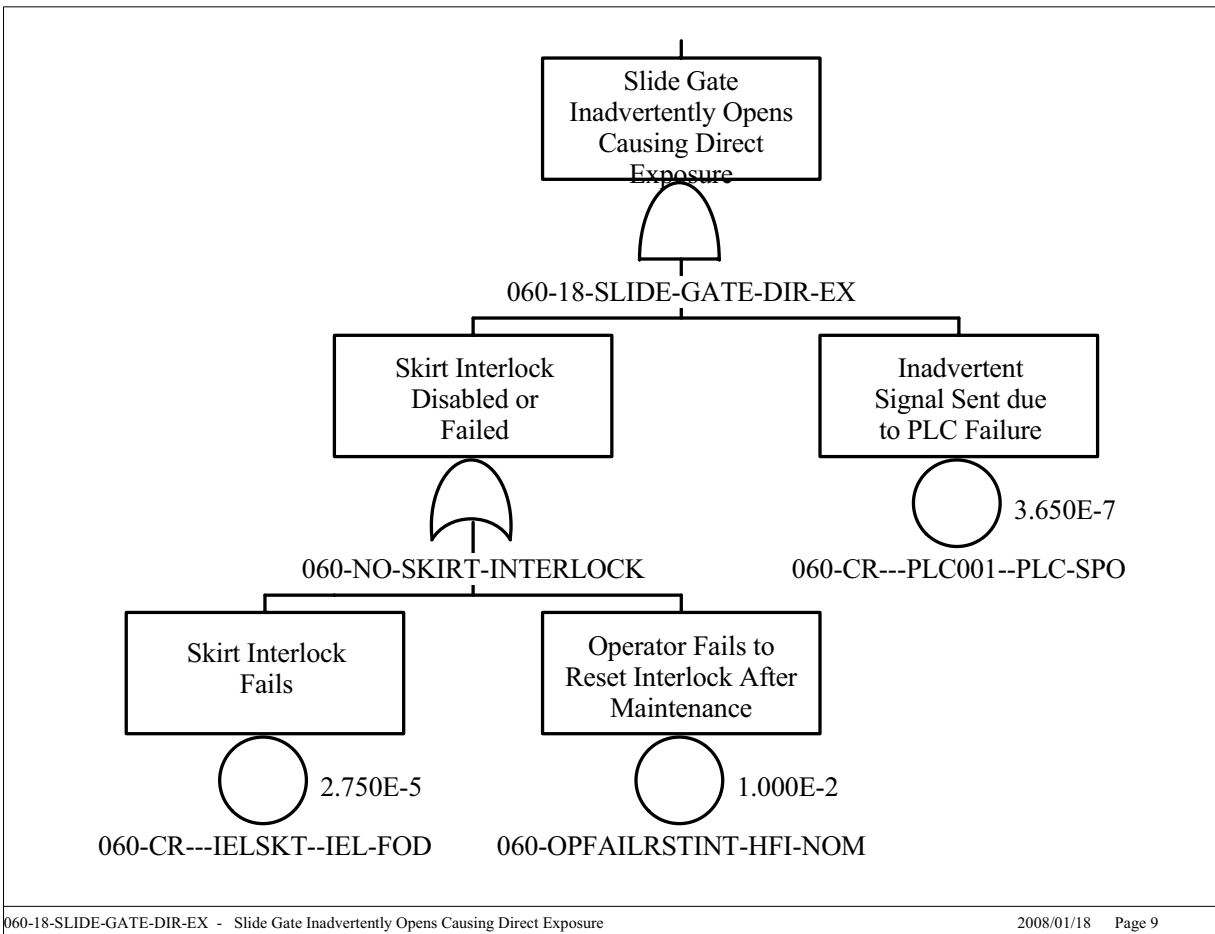 Slide Gate
Inadvertently Opens
Causing Direct
Exposure
060-18-SLIDE-GATE-DIR-EX
Skirt Interlock
Disabled or
Failed
060-NO-SKIRT-INTERLOCK
Inadvertent
Signal Sent due
to PLC Failure
3.650E-7
060-CR---PLC001--PLC-SPO
Skirt Interlock
Fails
2.750E-5
060-CR---IELSKT--IEL-FOD
Operator Fails to
Reset Interlock After
Maintenance
1.000E-2
060-OPFAILRSTINT-HFI-NOM
060-18-SLIDE-GATE-DIR-EX - Slide Gate Inadvertently Opens Causing Direct Exposure
2008/01/18 Page 9